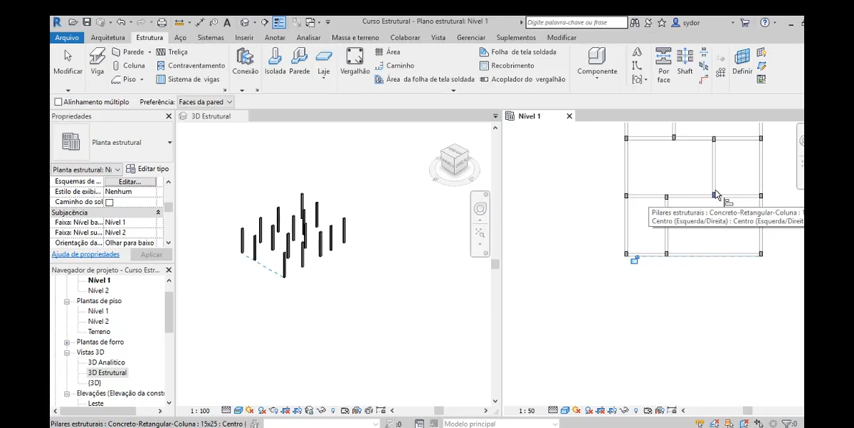 Curso Estrutural - Plano estrutural: Nível 1
Digite palavra-chave ou frase
sydor
Arquivo Arquitetura Estrutura Aço Sistemas Inserir Anotar Analisar Massa e terreno Colaborar Vista Gerenciar Suplementos Modificar
Modificar
Viga
Parede
Coluna
Piso
Treliça
Contraventamento
Sistema de vigas
Conexão
Isolada
Parede
Laje
Vergalhão
Área
Caminho
Área da folha de tela soldada
Folha de tela soldada
Recobrimento
Acoplador do vergalhão
Componente
Por face
Shaft
Definir
Alinhamento múltiplo Preferência: Faces da pared
Propriedades
Planta estrutural
Planta estrutural: Ní Editar tipo
Esquemas de Editar...
Estilo de exibi Nenhum
Caminho do sol
Subjacência
Faixa: Nível ba Nível 1
Faixa: Nível su Nível 2
Orientação da Olhar para baixo
Ajuda de propriedades Aplicar
Navegador de projeto - Curso Estr...
Nível 1
Nível 2
Plantas de piso
Nível 1
Nível 2
Terreno
Plantas de forro
Vistas 3D
3D Analítico
3D Estrutural
{3D}
Elevações (Elevação da constr
Leste
3D Estrutural
1 : 100
Nível 1
Pilares estruturais : Concreto-Retangular-Coluna : 1
Centro (Esquerda/Direita) : Centro (Esquerda/Direit
1 : 50
Pilares estruturais : Concreto-Retangular-Coluna : 15x25 : Centro (
:0
Modelo principal
:0